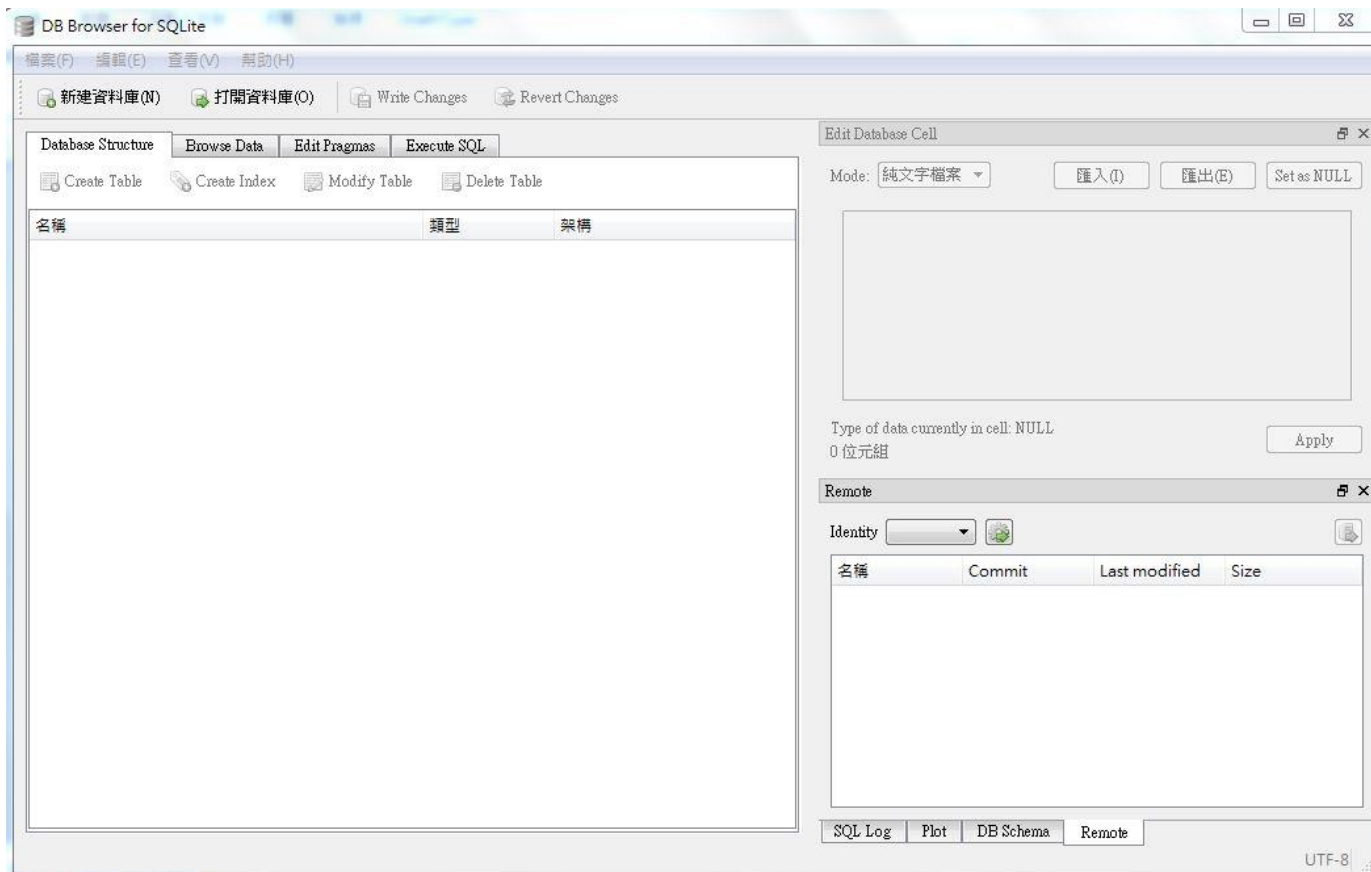 DB Browser for SQLite
檔案(F) 編輯(E) 查看(V) 幫助(H)
新建資料庫(N) 打開資料庫(O) Write Changes Revert Changes
Database Structure Browse Data Edit Pragmas Execute SQL
Create Table Create Index Modify Table Delete Table
名稱 類型 架構
Edit Database Cell
Mode: 純文字檔案 匯入(I) 匯出(E) Set as NULL
Type of data currently in cell: NULL
0 位元組
Apply
Remote
Identity
名稱 Commit Last modified Size
SQL Log Plot DB Schema Remote
UTF-8